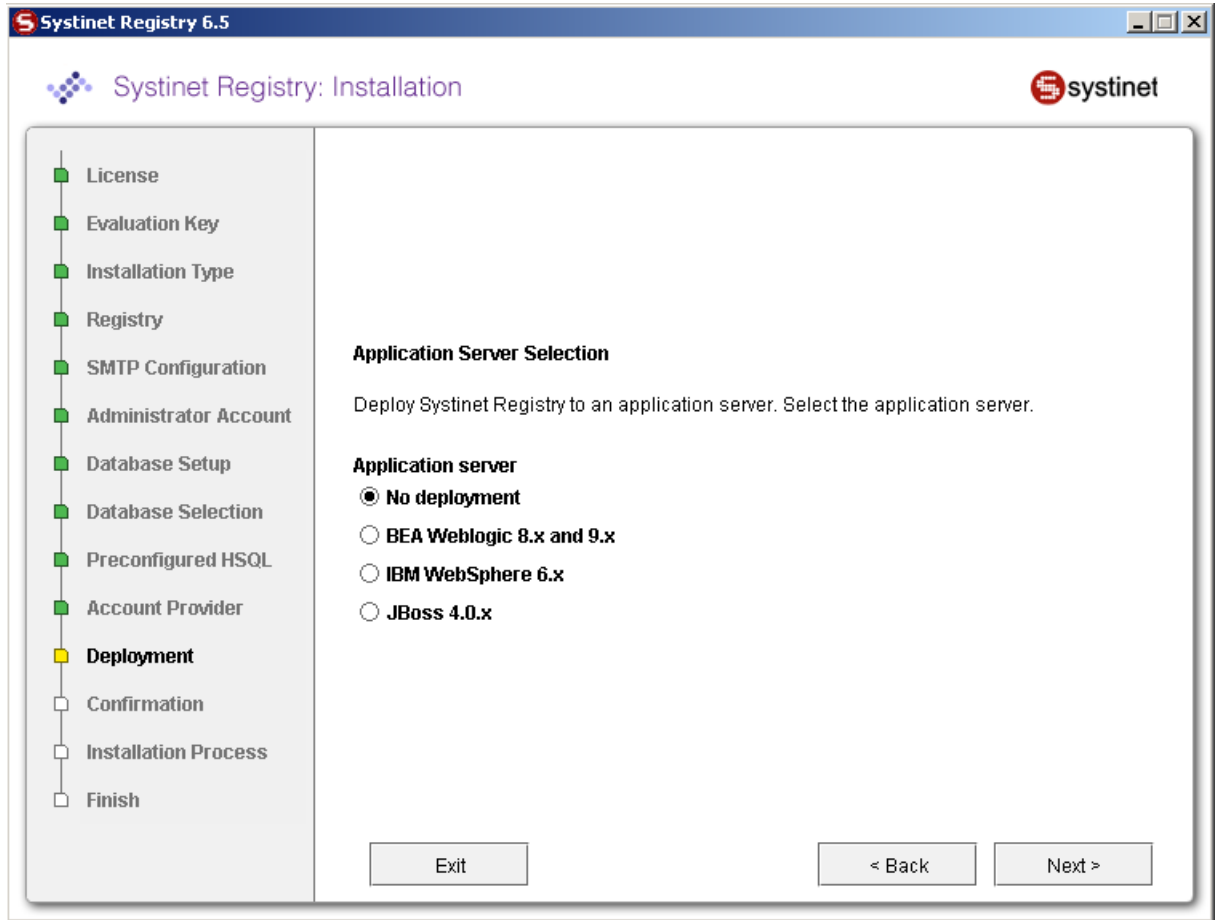 Systinet Registry 6.5
Systinet Registry: Installation
systinet
License
Evaluation Key
Installation Type
Registry
SMTP Configuration
Administrator Account
Database Setup
Database Selection
Preconfigured HSQL
Account Provider
Deployment
Confirmation
Installation Process
Finish
Application Server Selection
Deploy Systinet Registry to an application server. Select the application server.
Application server
No deployment
BEA Weblogic 8.x and 9.x
IBM WebSphere 6.x
JBoss 4.0.x
Exit
< Back
Next >